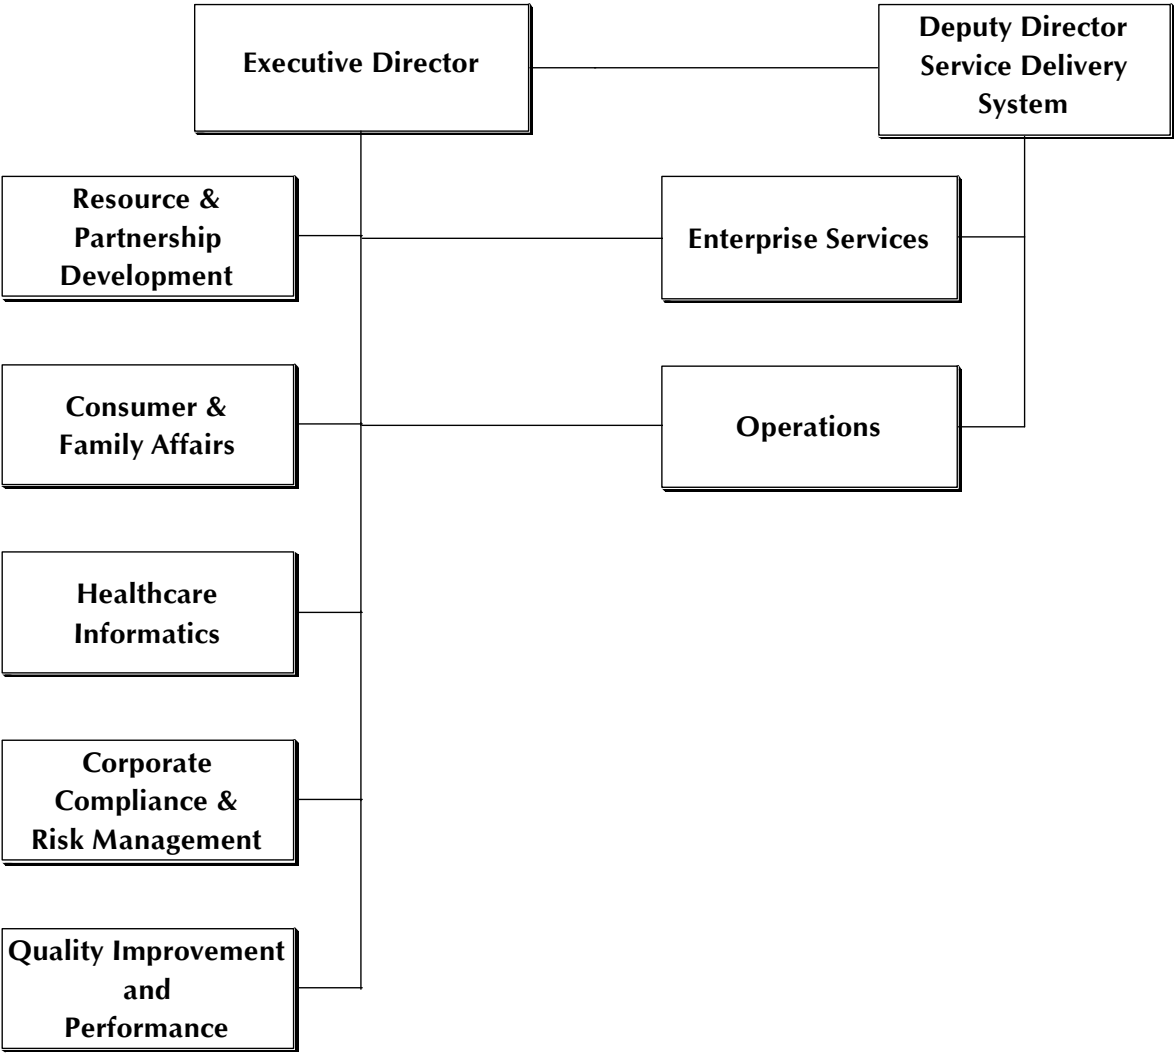 Executive Director
Deputy Director
Service Delivery
System
Resource &
Partnership
Development
Enterprise Services
Consumer &
Family Affairs
Operations
Healthcare
Informatics
Corporate
Compliance &
Risk Management
Quality Improvement
and
Performance